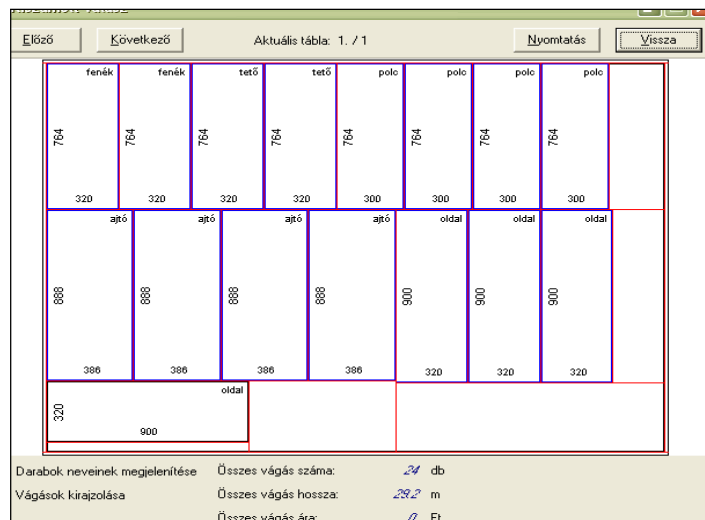 Előző Következő Aktuális tábla: 1. / 1 Nyomtatás Vissza
fenék fenék tető tető polc polc polc polc
764 764 764 764 764 764 764 764
320 320 320 320 300 300 300 300
ajtó ajtó ajtó ajtó oldal oldal oldal
888 888 888 888 900 900 900
386 386 386 386 320 320 320
oldal
320
900
Darabok neveinek megjelenítése Összes vágás száma: 24 db
Vágások kirajzolása Összes vágás hossza: 29.2 m
Összes vágás ára: 0 Ft